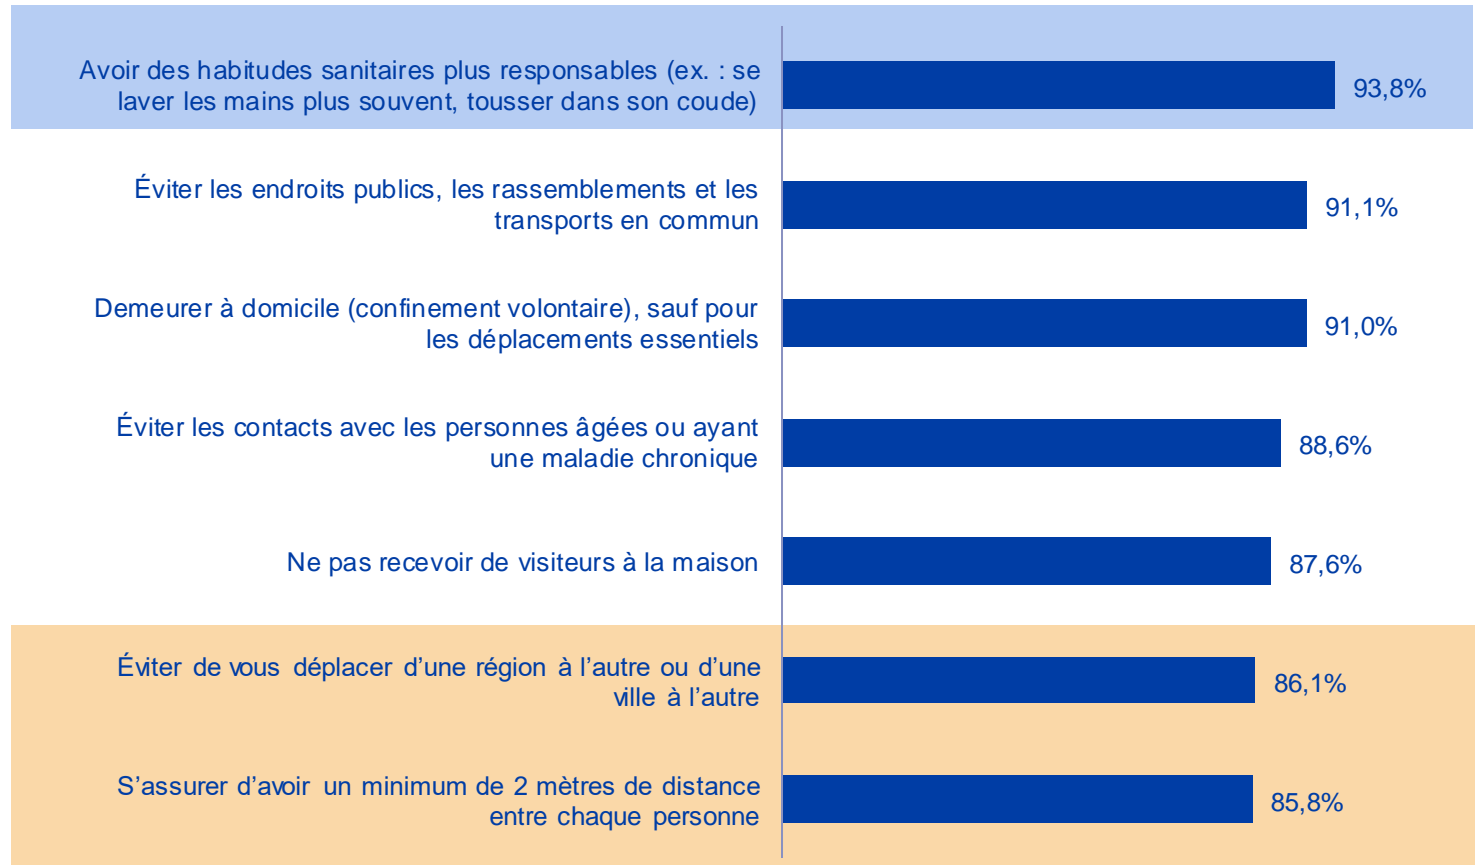 Avoir des habitudes sanitaires plus responsables (ex. : se
laver les mains plus souvent, tousser dans son coude)
93,8%
Éviter les endroits publics, les rassemblements et les
transports en commun
91,1%
Demeurer à domicile (confinement volontaire), sauf pour
les déplacements essentiels
91,0%
Éviter les contacts avec les personnes âgées ou ayant
une maladie chronique
88,6%
Ne pas recevoir de visiteurs à la maison
87,6%
Éviter de vous déplacer d’une région à l’autre ou d’une
ville à l’autre
86,1%
S’assurer d’avoir un minimum de 2 mètres de distance
entre chaque personne
85,8%